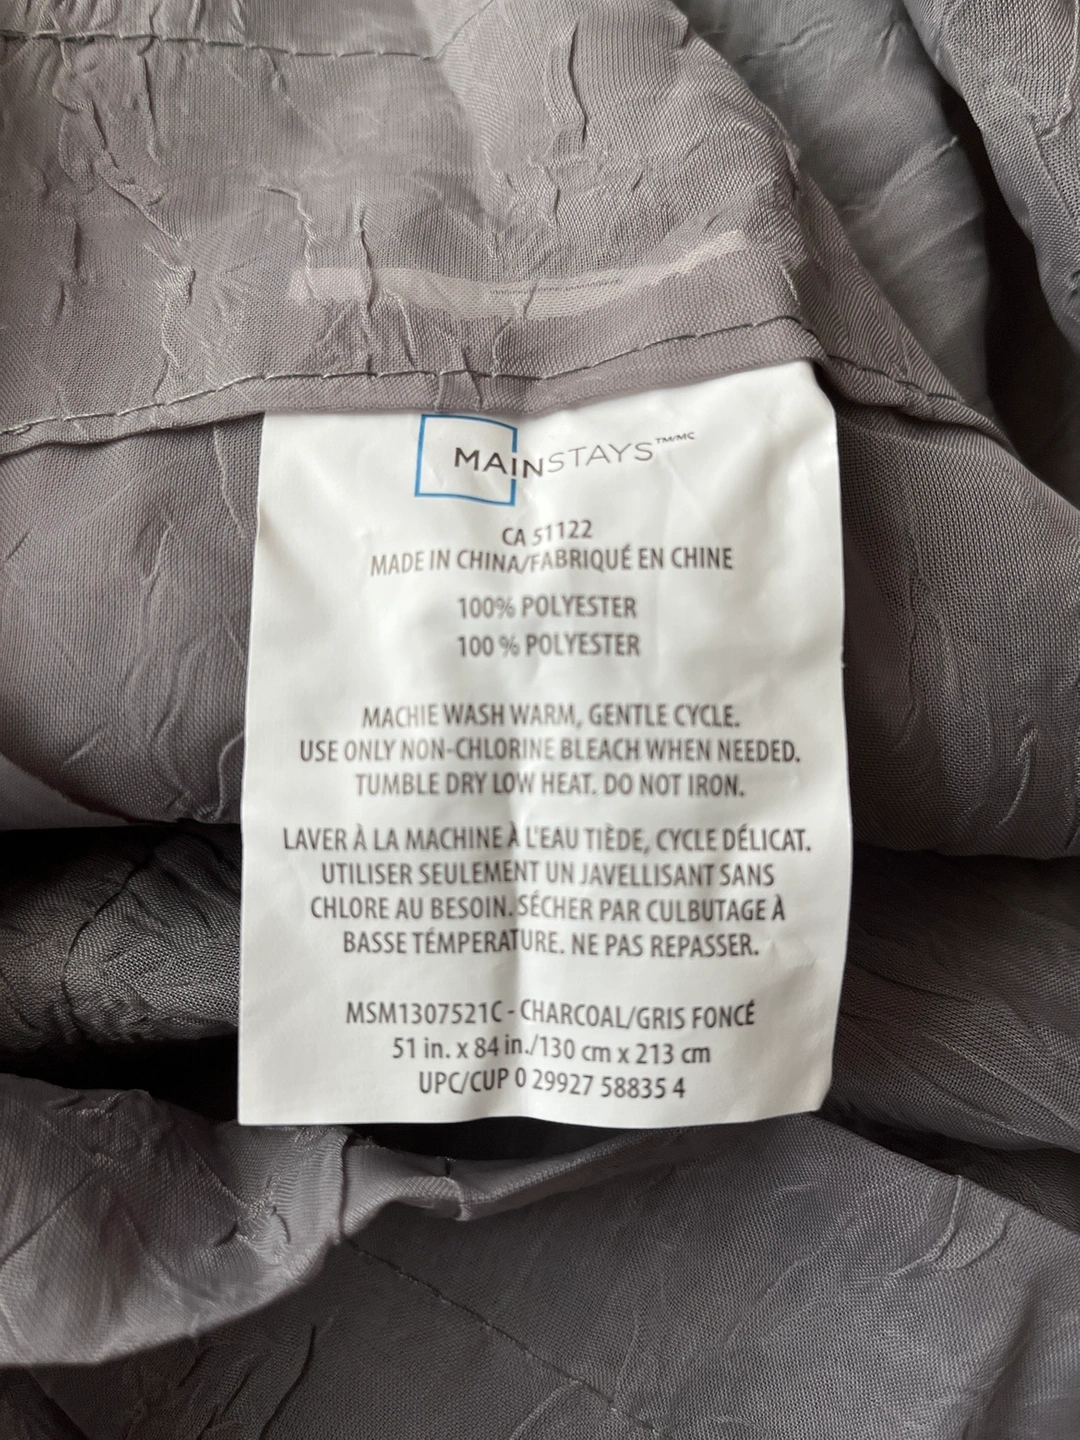 MAINSTAYS™/MC
CA 51122
MADE IN CHINA/FABRIQUÉ EN CHINE
100% POLYESTER
100 % POLYESTER
MACHIE WASH WARM, GENTLE CYCLE.
USE ONLY NON-CHLORINE BLEACH WHEN NEEDED.
TUMBLE DRY LOW HEAT. DO NOT IRON.
LAVER À LA MACHINE À L'EAU TIÈDE, CYCLE DÉLICAT.
UTILISER SEULEMENT UN JAVELLISANT SANS
CHLORE AU BESOIN. SÉCHER PAR CULBUTAGE À
BASSE TÉMPERATURE. NE PAS REPASSER.
MSM1307521C - CHARCOAL/GRIS FONCÉ
51 in. x 84 in./130 cm x 213 cm
UPC/CUP 0 29927 58835 4